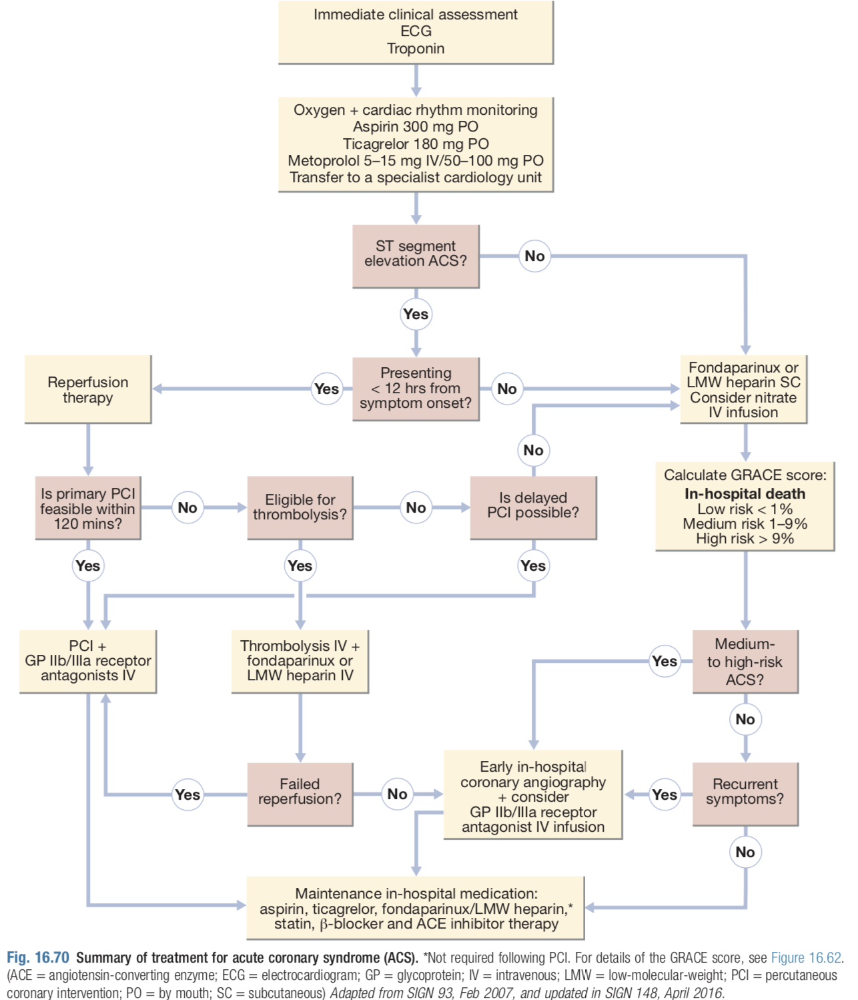 Immediate clinical assessment
ECG
Troponin
Oxygen + cardiac rhythm monitoring
Aspirin 300 mg PO
Ticagrelor 180 mg PO
Metoprolol 5–15 mg IV/50–100 mg PO
Transfer to a specialist cardiology unit
ST segment
elevation ACS?
No
Yes
Reperfusion
therapy
Yes
Presenting
< 12 hrs from
symptom onset?
No
Fondaparinux or
LMW heparin SC
Consider nitrate
IV infusion
No
Is primary PCI
feasible within
120 mins?
No
Eligible for
thrombolysis?
No
Is delayed
PCI possible?
Calculate GRACE score:
In-hospital death
Low risk < 1%
Medium risk 1–9%
High risk > 9%
Yes
Yes
Yes
PCI +
GP IIb/IIIa receptor
antagonists IV
Thrombolysis IV +
fondaparinux or
LMW heparin IV
Yes
Medium-
to high-risk
ACS?
No
Yes
Failed
reperfusion?
No
Early in-hospital
coronary angiography
+ consider
GP IIb/IIIa receptor
antagonist IV infusion
Yes
Recurrent
symptoms?
No
Maintenance in-hospital medication:
aspirin, ticagrelor, fondaparinux/LMW heparin,*
statin, β-blocker and ACE inhibitor therapy
Fig. 16.70 Summary of treatment for acute coronary syndrome (ACS). *Not required following PCI. For details of the GRACE score, see Figure 16.62.
(ACE = angiotensin-converting enzyme; ECG = electrocardiogram; GP = glycoprotein; IV = intravenous; LMW = low-molecular-weight; PCI = percutaneous
coronary intervention; PO = by mouth; SC = subcutaneous) Adapted from SIGN 93, Feb 2007, and updated in SIGN 148, April 2016.